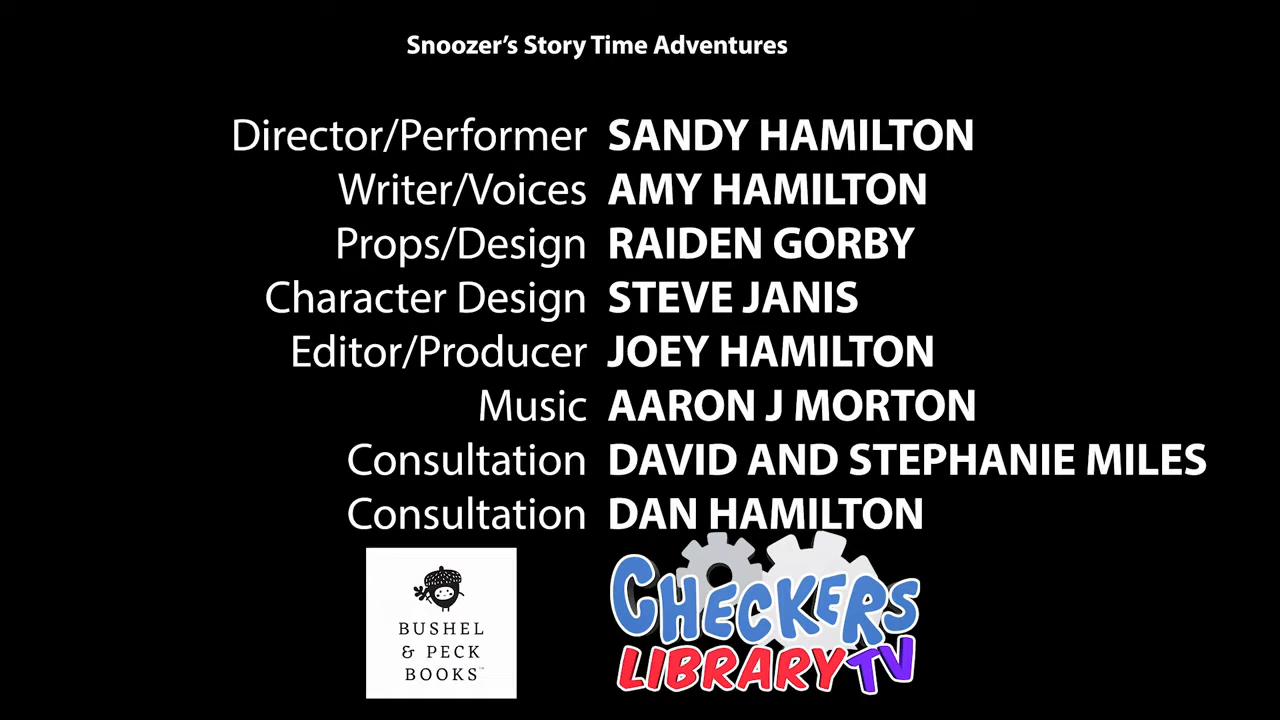 Snoozer’s Story Time Adventures
Director/Performer SANDY HAMILTON
Writer/Voices AMY HAMILTON
Props/Design RAIDEN GORBY
Character Design STEVE JANIS
Editor/Producer JOEY HAMILTON
Music AARON J MORTON
Consultation DAVID AND STEPHANIE MILES
Consultation DAN HAMILTON
BUSHEL
& PECK
BOOKS™
CHECKERS
LIBRARY TV